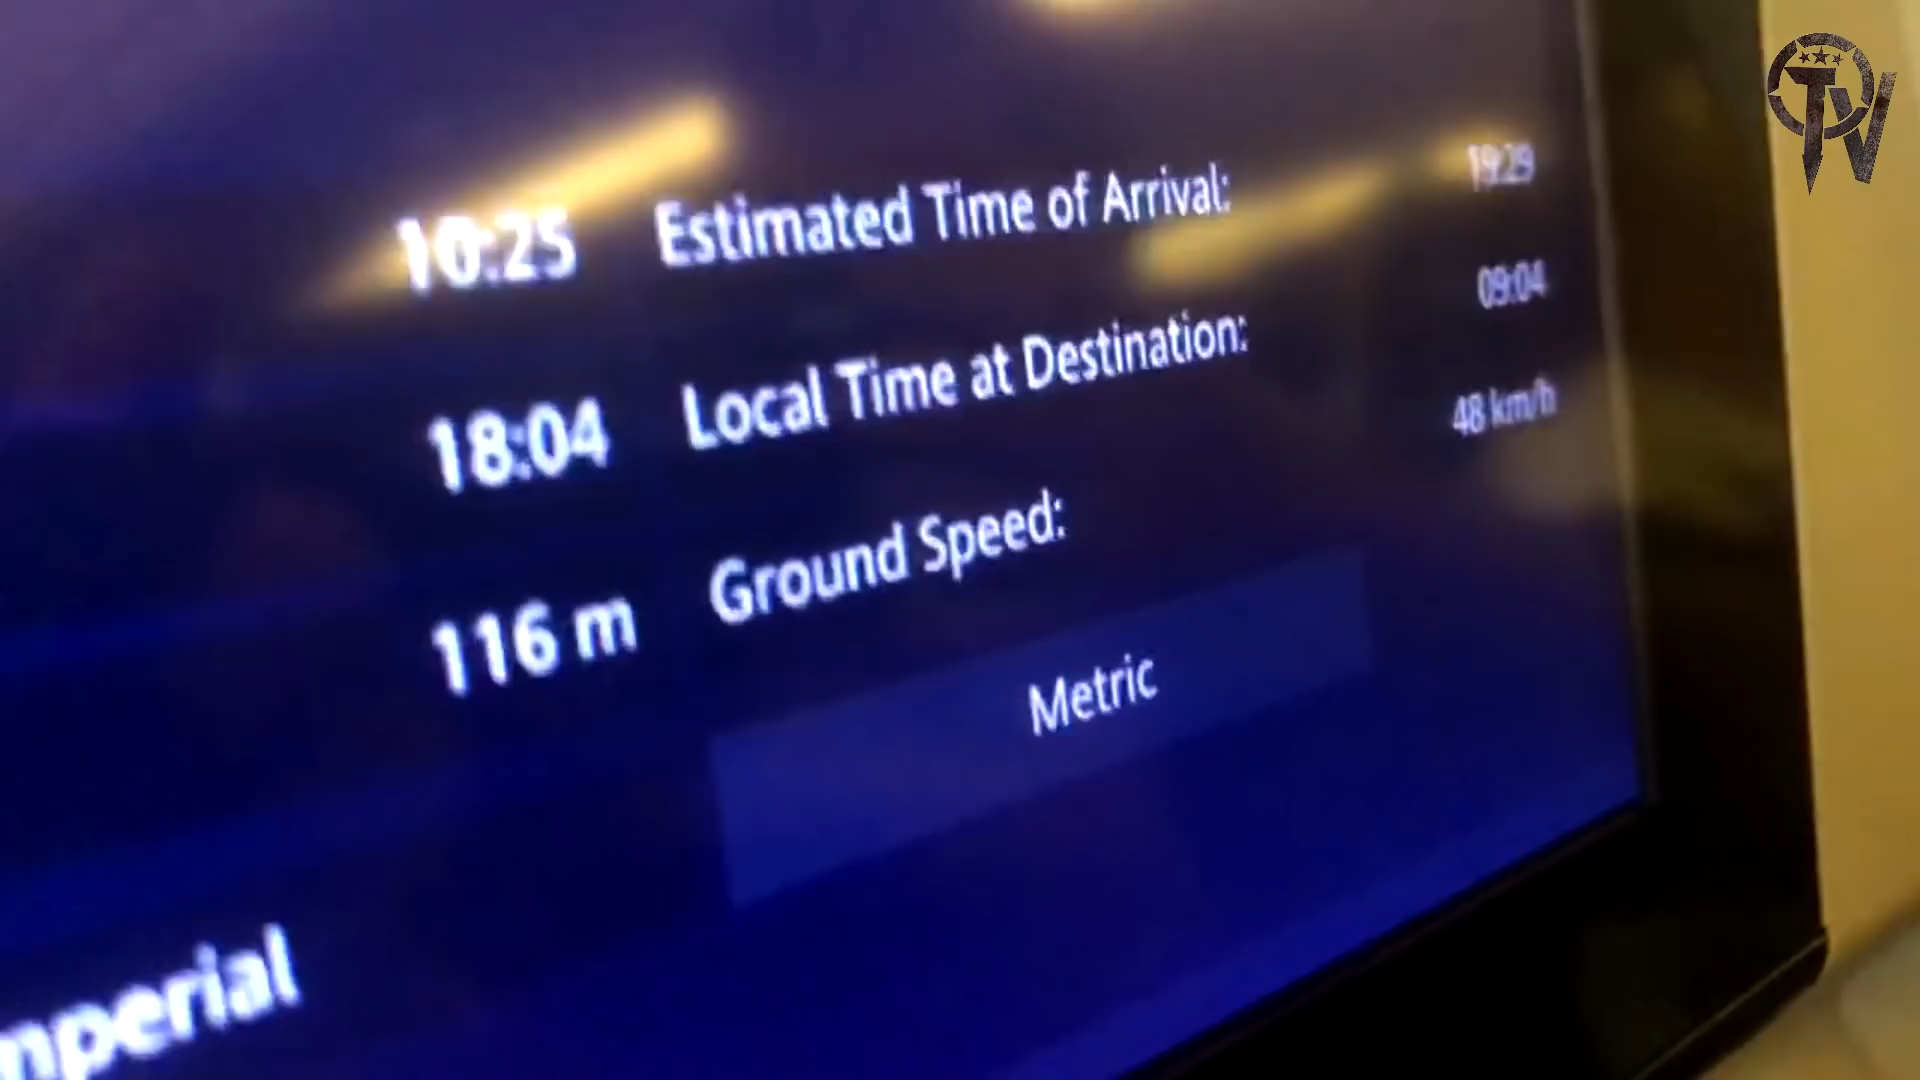 10:25 Estimated Time of Arrival: 19:29
18:04 Local Time at Destination: 09:04
116 m Ground Speed: 48 km/h
Metric
mperial
TV